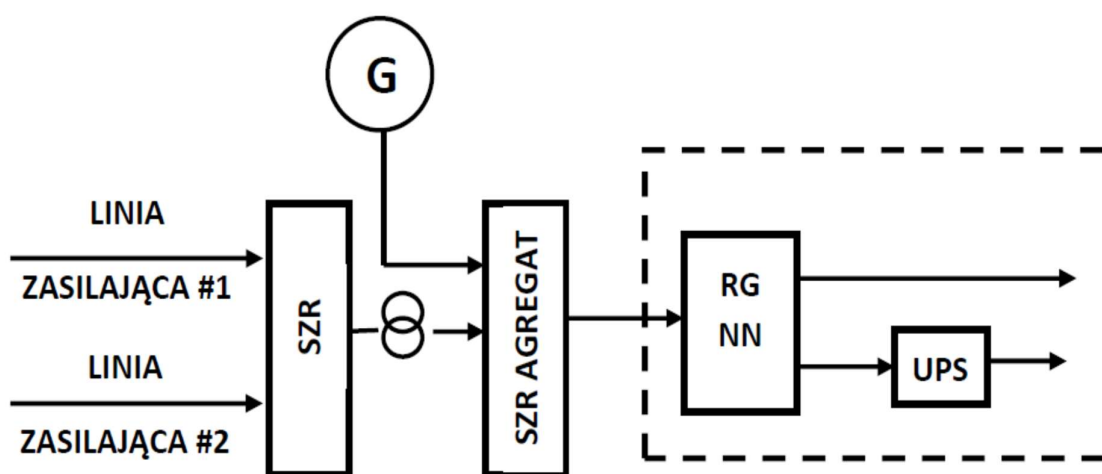 G
LINIA
ZASILAJĄCA #1
LINIA
ZASILAJĄCA #2
SZR
SZR AGREGAT
RG
NN
UPS